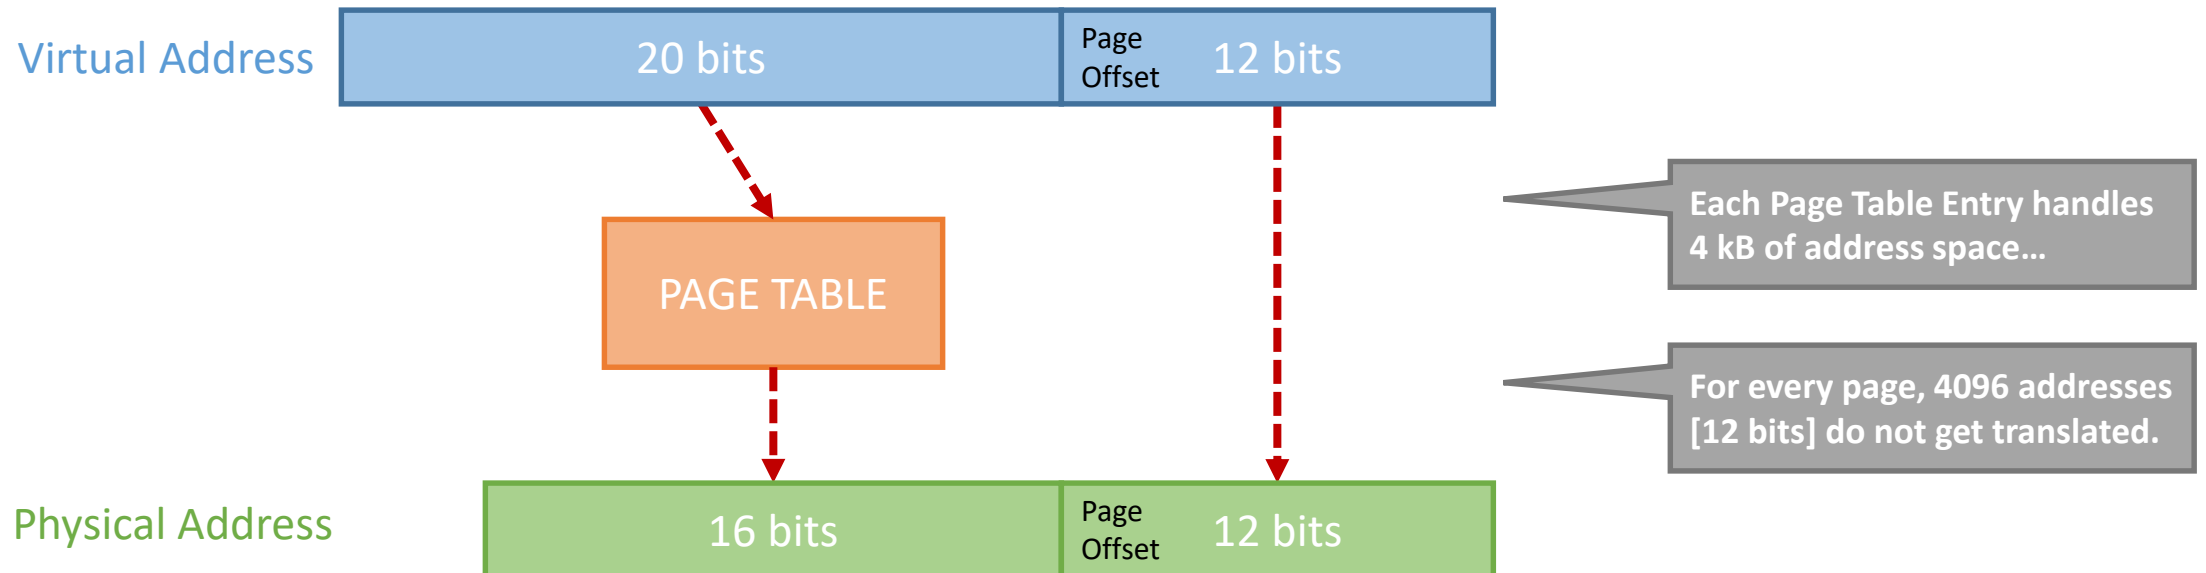 Virtual Address
20 bits
Page
Offset
12 bits
Each Page Table Entry handles
4 kB of address space…
PAGE TABLE
For every page, 4096 addresses
[12 bits] do not get translated.
Physical Address
16 bits
Page
Offset
12 bits